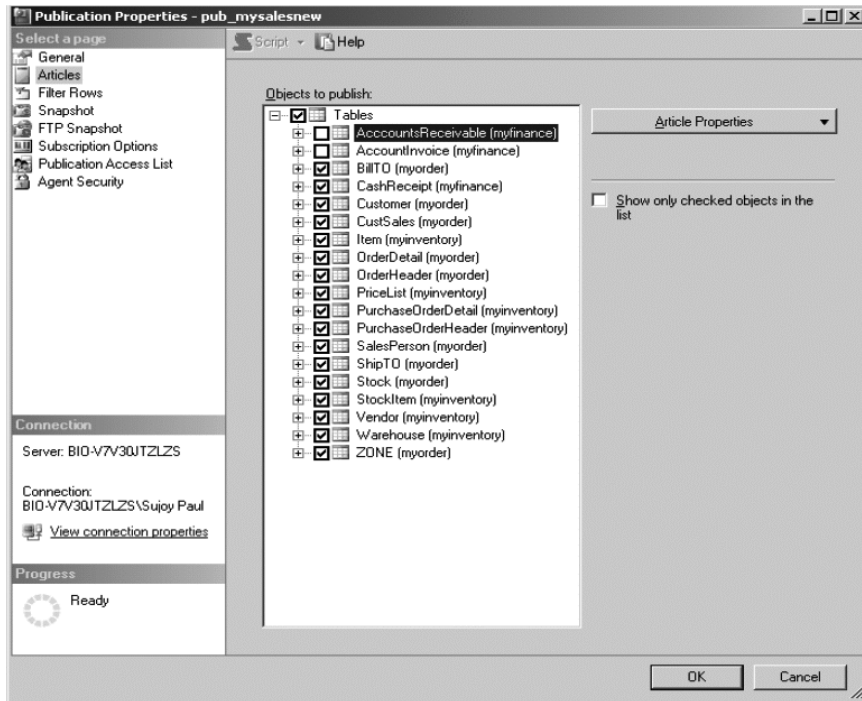 Publication Properties - pub_mysalesnew
Select a page
General
Articles
Filter Rows
Snapshot
FTP Snapshot
Subscription Options
Publication Access List
Agent Security
Connection
Server: BIO-V7V30JTZLZS
Connection:
BIO-V7V30JTZLZS\Sujoy Paul
View connection properties
Progress
Ready
Script
Help
Objects to publish:
Tables
AcccountsReceivable (myfinance)
AccountInvoice (myfinance)
BillTO (myorder)
CashReceipt (myfinance)
Customer (myorder)
CustSales (myorder)
Item (myinventory)
OrderDetail (myorder)
OrderHeader (myorder)
PriceList (myinventory)
PurchaseOrderDetail (myinventory)
PurchaseOrderHeader (myinventory)
SalesPerson (myorder)
ShipTO (myorder)
Stock (myorder)
StockItem (myinventory)
Vendor (myinventory)
Warehouse (myinventory)
ZONE (myorder)
Article Properties
Show only checked objects in the
list
OK
Cancel